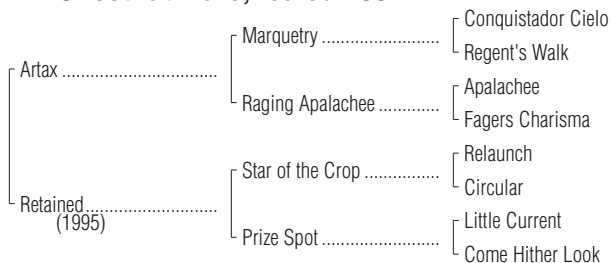 Conquistador Cielo
Marquetry ........................
Regent's Walk
Artax ................................
Apalachee
Raging Apalachee .............
Fagers Charisma
Relaunch
Star of the Crop ................
Circular
Retained...........................
(1995)
Little Current
Prize Spot ........................
Come Hither Look